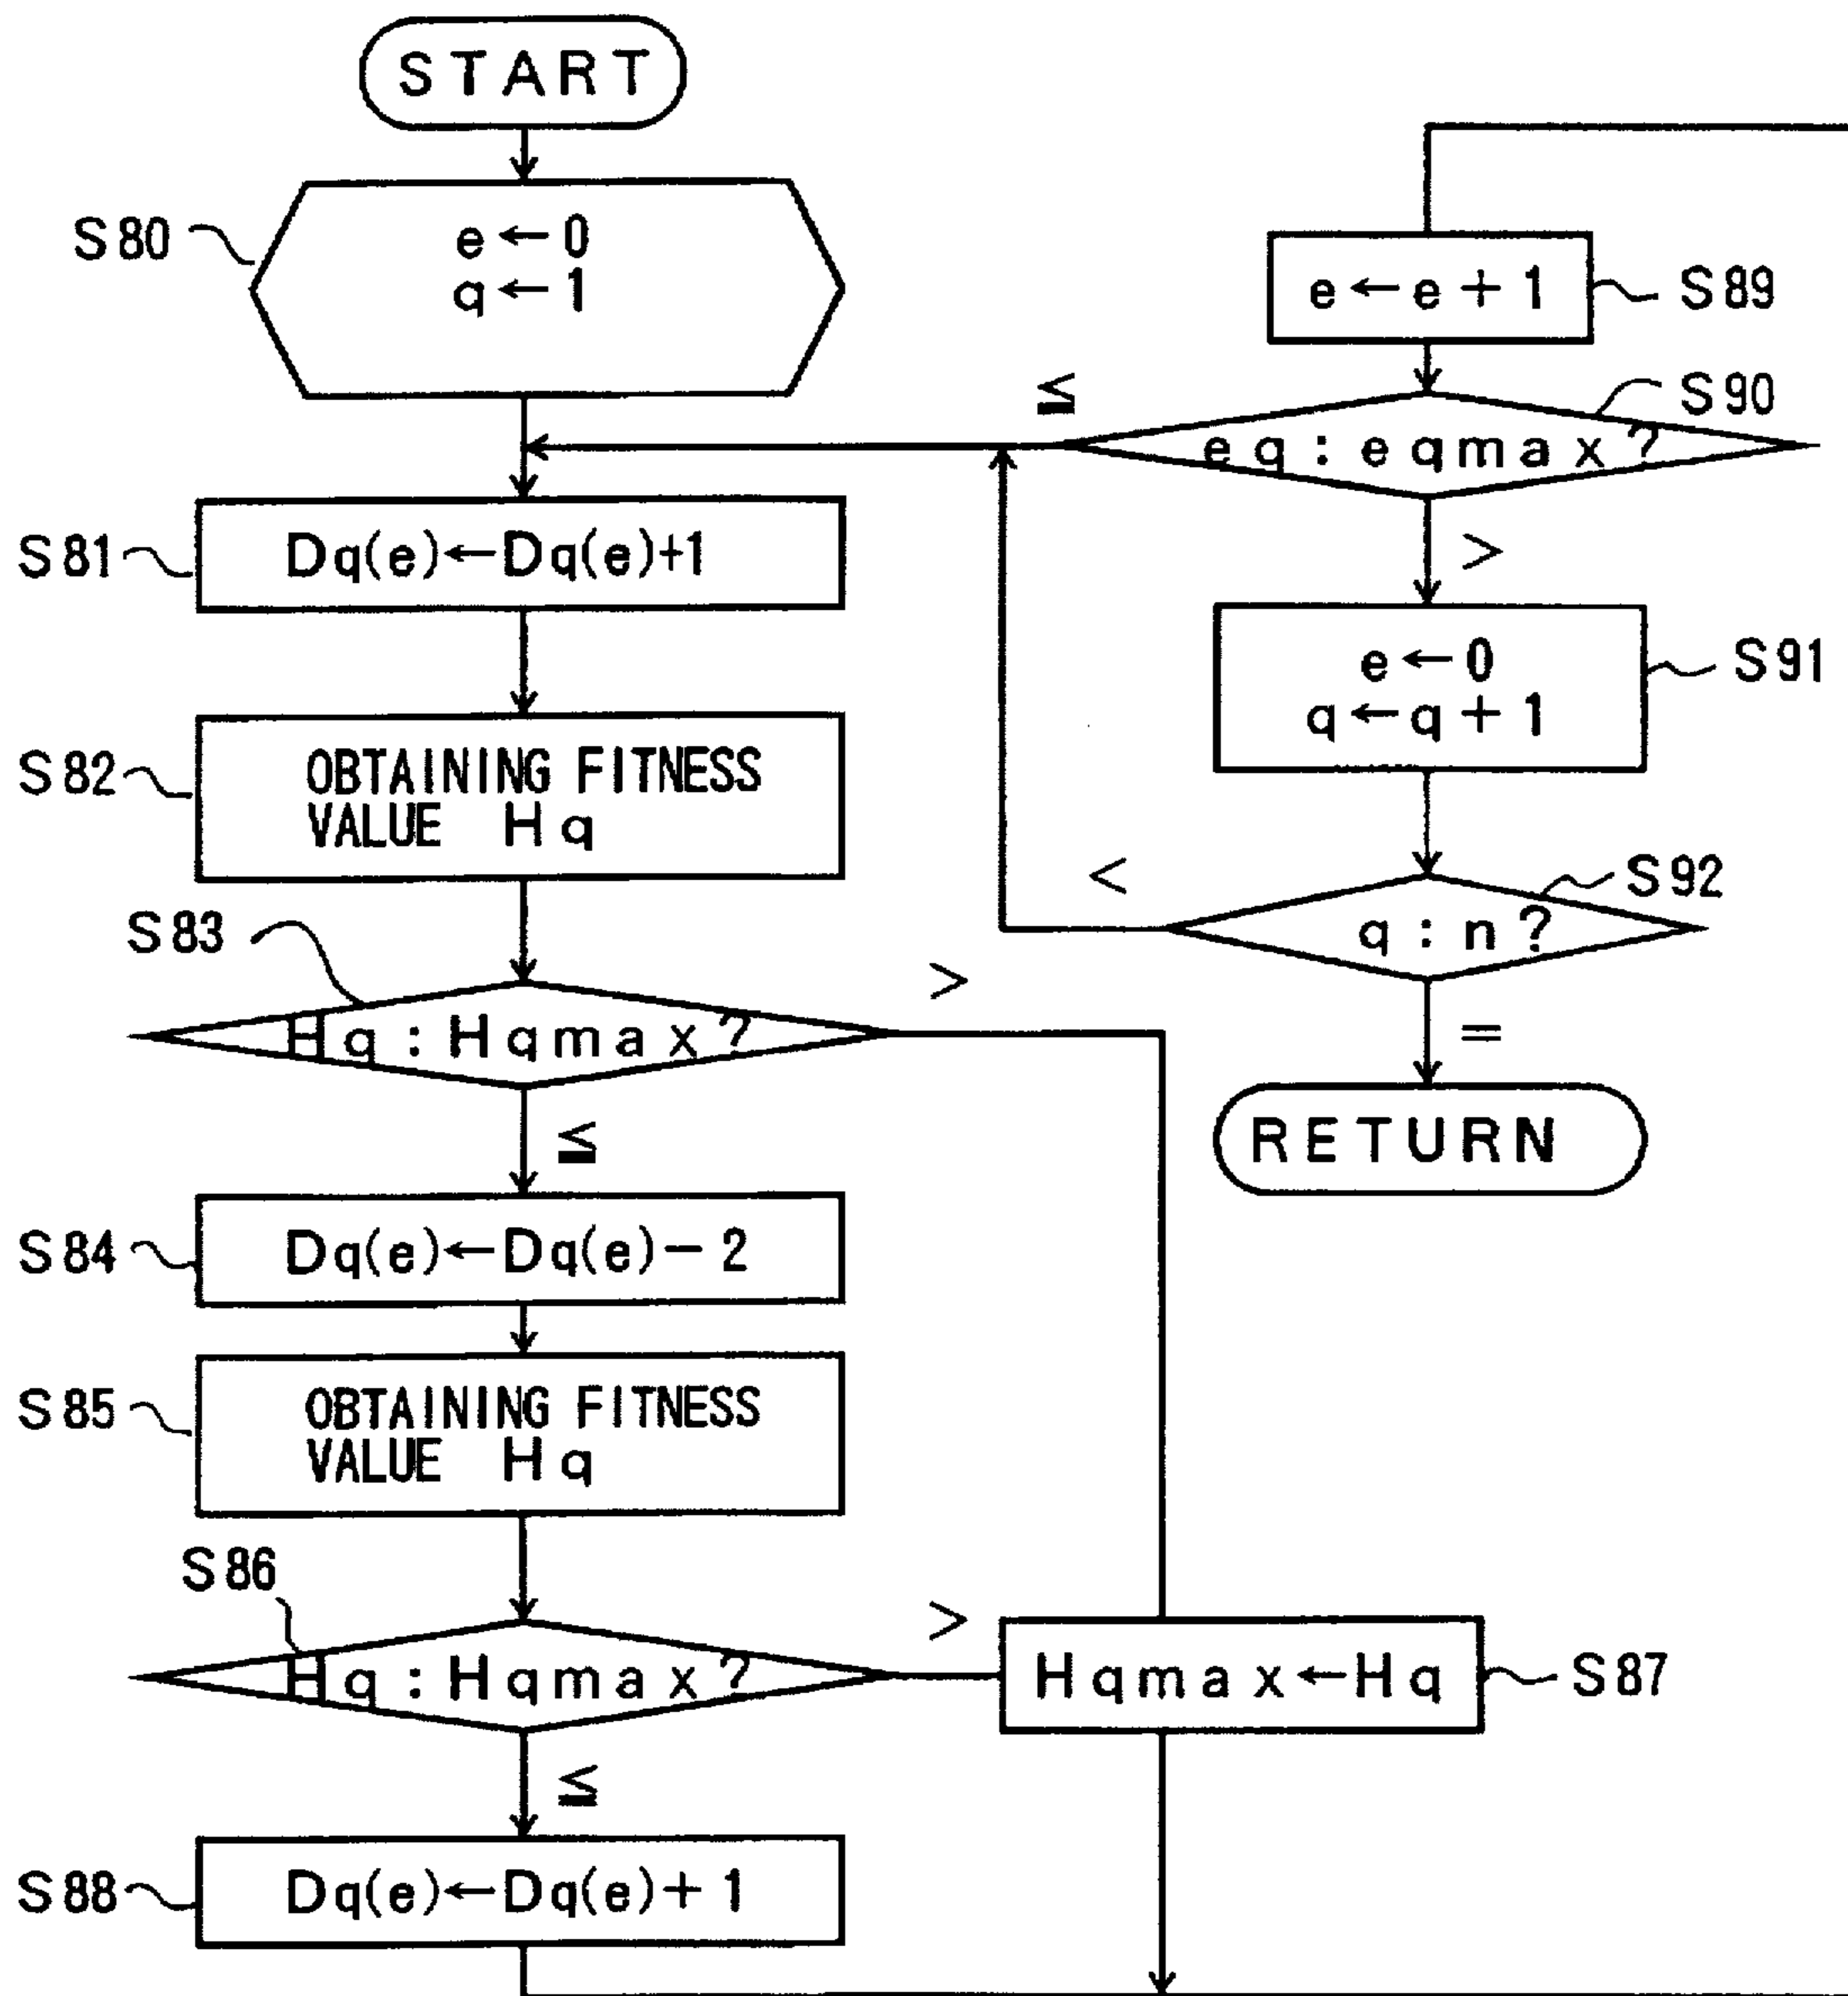 START
S80
e←0
q←1
S81
Dq(e)←Dq(e)+1
S82
OBTAINING FITNESS
VALUE Hq
S83
Hq:Hqmax?
>
≦
S84
Dq(e)←Dq(e)-2
S85
OBTAINING FITNESS
VALUE Hq
S86
Hq:Hqmax?
>
Hqmax←Hq
S87
≦
S88
Dq(e)←Dq(e)+1
e←e+1
S89
S90
≦
eq:eqmax?
>
e←0
q←q+1
S91
S92
<
q:n?
=
RETURN